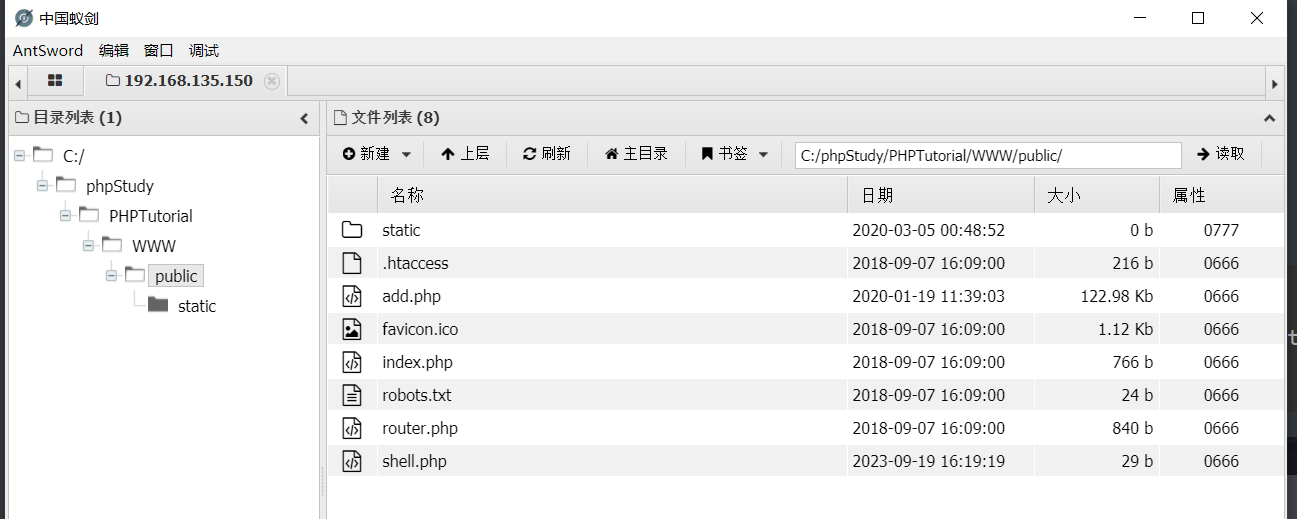 中国蚁剑
AntSword 编辑 窗口 调试
192.168.135.150
目录列表 (1)
C:/
phpStudy
PHPTutorial
WWW
public
static
文件列表 (8)
新建 上层 刷新 主目录 书签 C:/phpStudy/PHPTutorial/WWW/public/ 读取
名称 日期 大小 属性
static 2020-03-05 00:48:52 0 b 0777
.htaccess 2018-09-07 16:09:00 216 b 0666
add.php 2020-01-19 11:39:03 122.98 Kb 0666
favicon.ico 2018-09-07 16:09:00 1.12 Kb 0666
index.php 2018-09-07 16:09:00 766 b 0666
robots.txt 2018-09-07 16:09:00 24 b 0666
router.php 2018-09-07 16:09:00 840 b 0666
shell.php 2023-09-19 16:19:19 29 b 0666